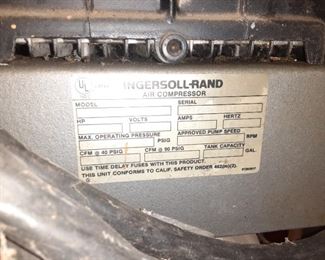 UL INGERSOLL-RAND
AIR COMPRESSOR
MODEL SERIAL
HP VOLTS AMPS HERTZ
MAX. OPERATING PRESSURE PSIG APPROVED PUMP SPEED RPM
CFM @ 40 PSIG CFM @ 90 PSIG TANK CAPACITY GAL.
USE TIME DELAY FUSES WITH THIS PRODUCT.
THIS UNIT CONFORMS TO CALIF. SAFETY ORDER 462(m)(2).
G